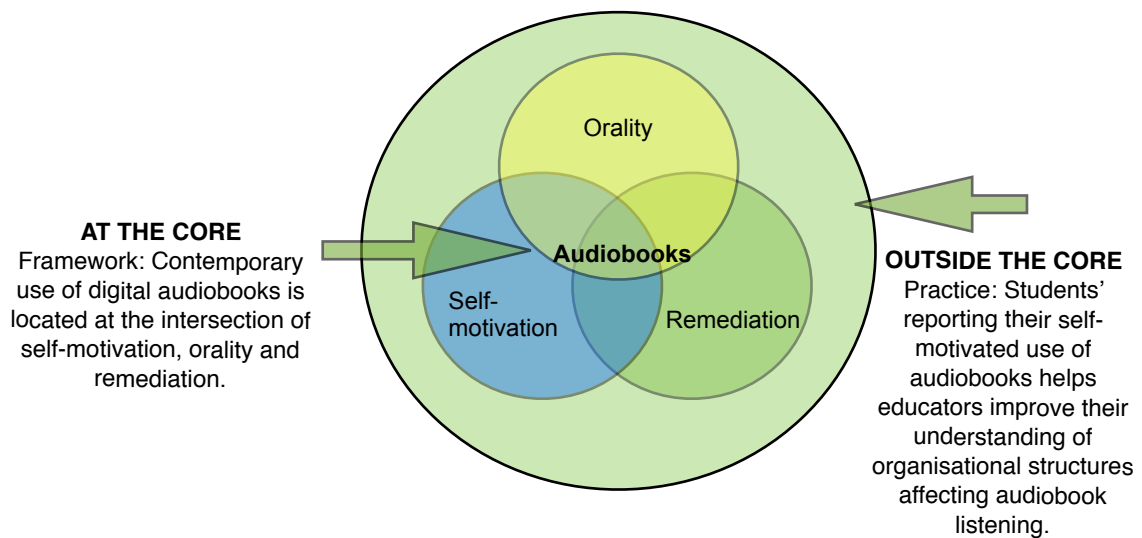 Orality
Audiobooks
Self-
motivation
Remediation
AT THE CORE
Framework: Contemporary
use of digital audiobooks is
located at the intersection of
self-motivation, orality and
remediation.
OUTSIDE THE CORE
Practice: Students’
reporting their self-
motivated use of
audiobooks helps
educators improve their
understanding of
organisational structures
affecting audiobook
listening.